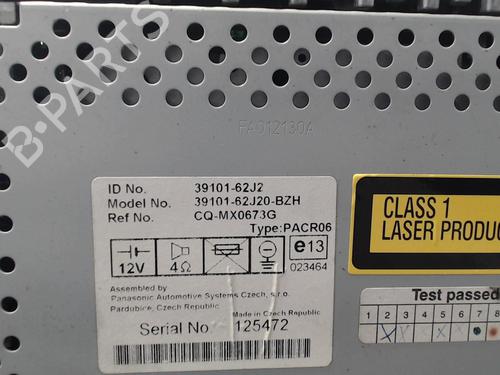 FA012130A
ID No. 39101-62J2
Model No. 39101-62J20-BZH
Ref No. CQ-MX0673G
Type:PACR06
12V 4Ω e13
023464
Assembled by
Panasonic Automotive Systems Czech, s.r.o.
Pardubice, Czech Republic
Made in Czech Republic
Serial No. 125472
CLASS 1
LASER PRODUC
Test passed
1 2 3 4 5 6 7 8
B-PARTS